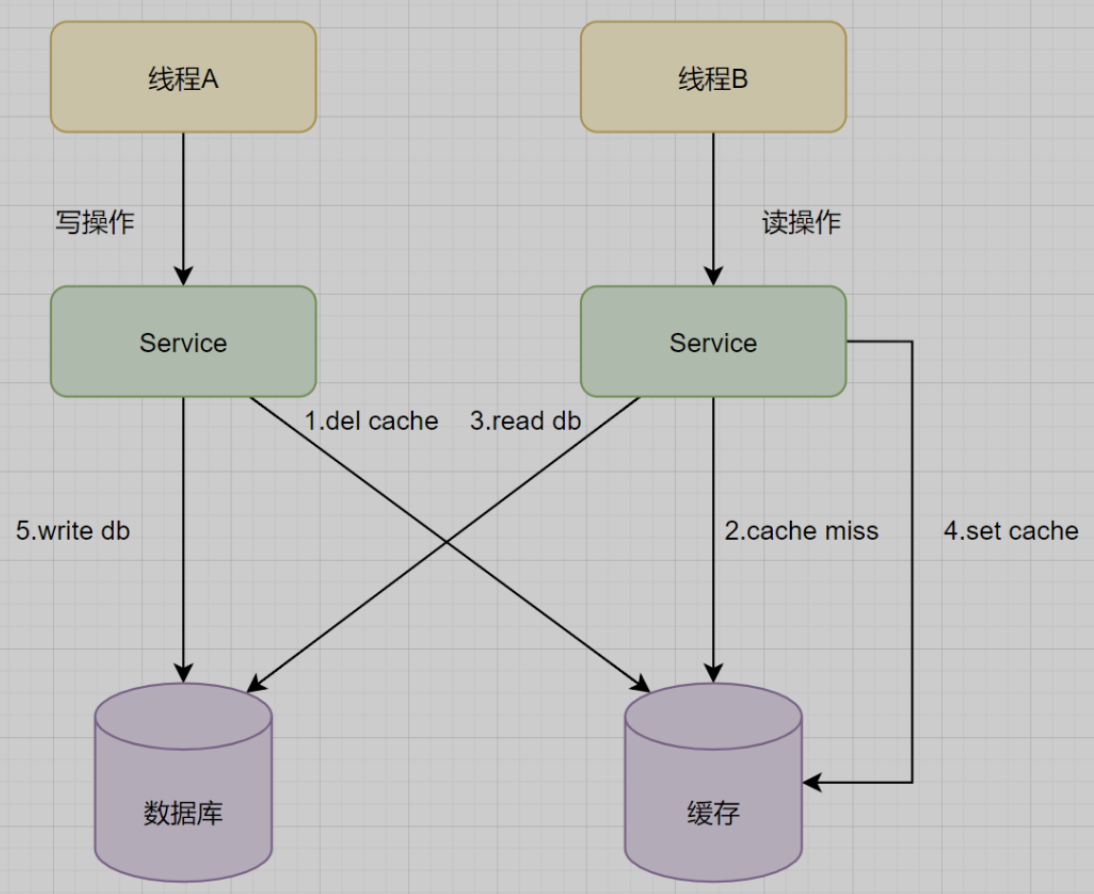 线程A
线程B
写操作
读操作
Service
Service
1.del cache
3.read db
5.write db
2.cache miss
4.set cache
数据库
缓存